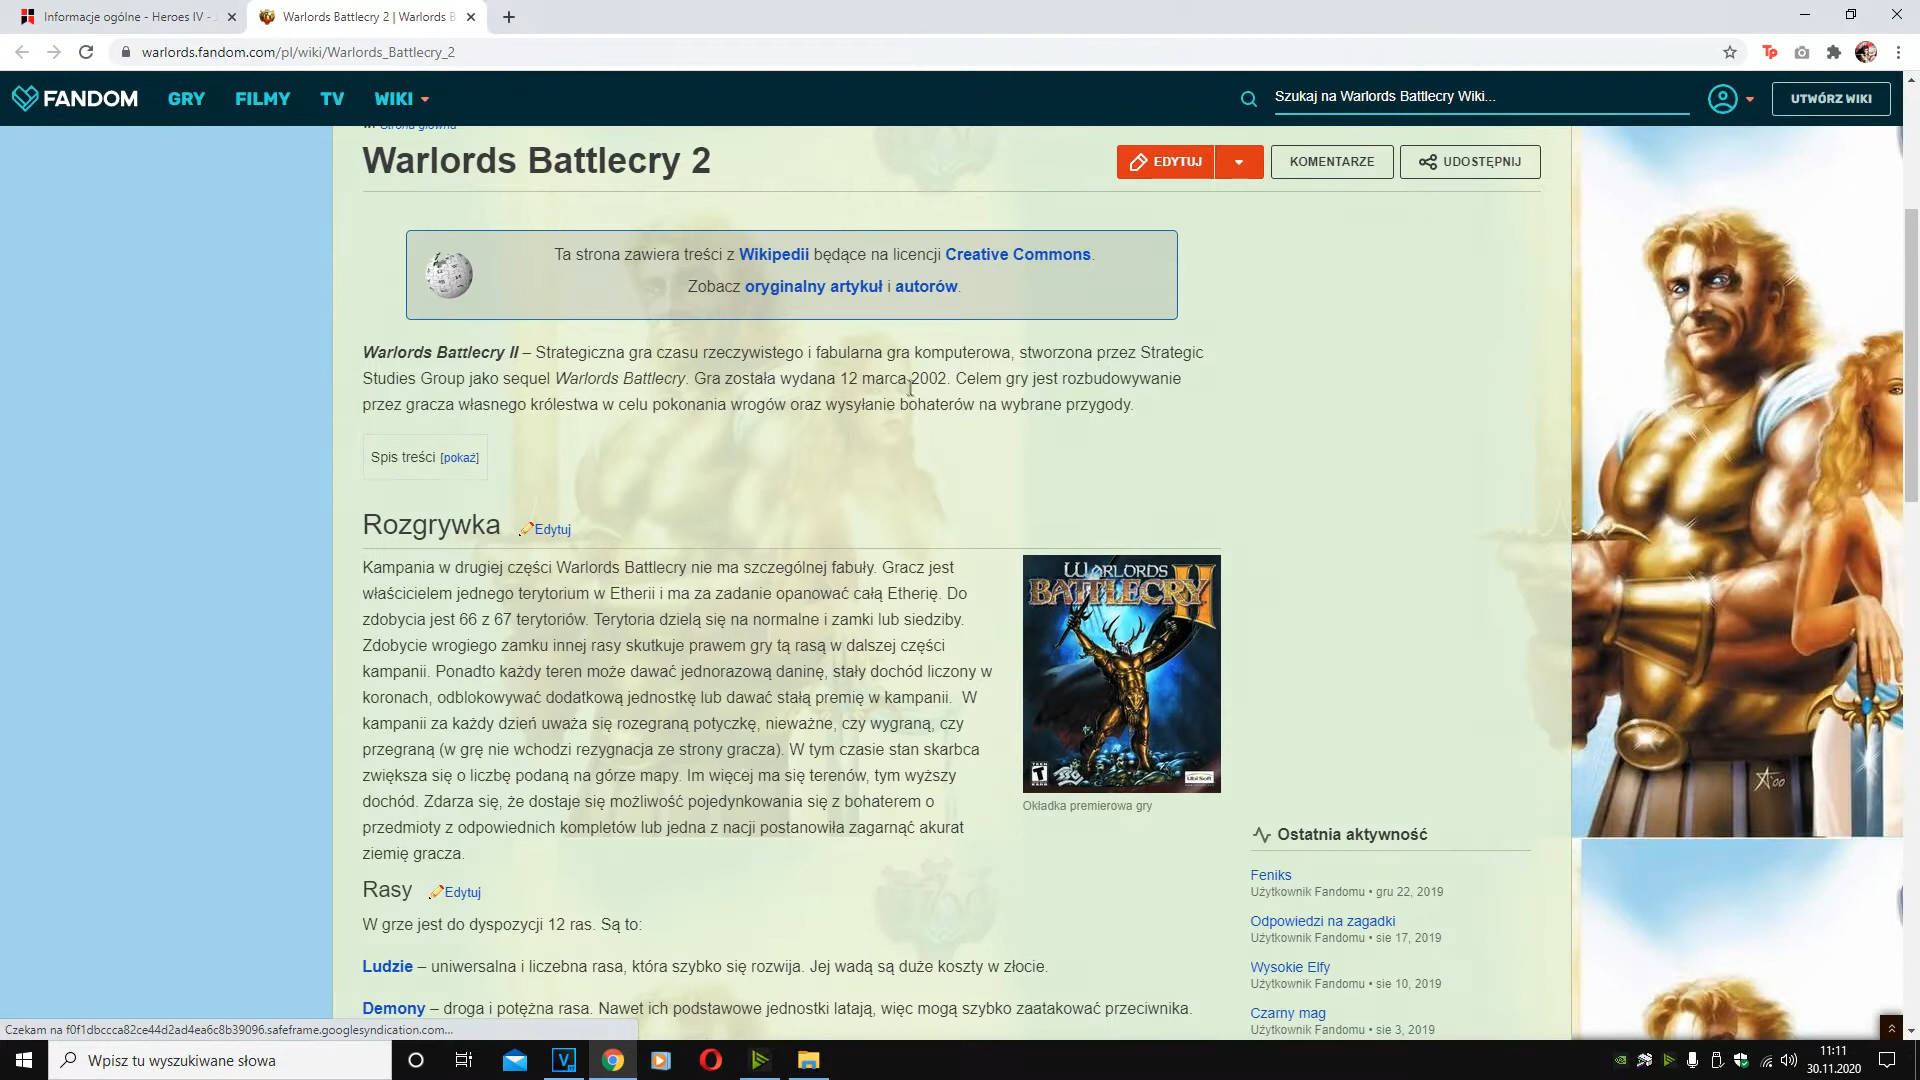 Informacje ogólne - Heroes IV -
Warlords Battlecry 2 | Warlords B
warlords.fandom.com/pl/wiki/Warlords_Battlecry_2
FANDOM GRY FILMY TV WIKI
Szukaj na Warlords Battlecry Wiki...
UTWÓRZ WIKI
Strona główna
Warlords Battlecry 2
EDYTUJ
KOMENTARZE
UDOSTĘPNIJ
Ta strona zawiera treści z Wikipedii będące na licencji Creative Commons.
Zobacz oryginalny artykuł i autorów.
Warlords Battlecry II – Strategiczna gra czasu rzeczywistego i fabularna gra komputerowa, stworzona przez Strategic
Studies Group jako sequel Warlords Battlecry. Gra została wydana 12 marca 2002. Celem gry jest rozbudowywanie
przez gracza własnego królestwa w celu pokonania wrogów oraz wysyłanie bohaterów na wybrane przygody.
Spis treści [pokaż]
Rozgrywka Edytuj
Kampania w drugiej części Warlords Battlecry nie ma szczególnej fabuły. Gracz jest
właścicielem jednego terytorium w Etherii i ma za zadanie opanować całą Etherię. Do
zdobycia jest 66 z 67 terytoriów. Terytoria dzielą się na normalne i zamki lub siedziby.
Zdobycie wrogiego zamku innej rasy skutkuje prawem gry tą rasą w dalszej części
kampanii. Ponadto każdy teren może dawać jednorazową daninę, stały dochód liczony w
koronach, odblokowywać dodatkową jednostkę lub dawać stałą premię w kampanii.  W
kampanii za każdy dzień uważa się rozegraną potyczkę, nieważne, czy wygraną, czy
przegraną (w grę nie wchodzi rezygnacja ze strony gracza). W tym czasie stan skarbca
zwiększa się o liczbę podaną na górze mapy. Im więcej ma się terenów, tym wyższy
dochód. Zdarza się, że dostaje się możliwość pojedynkowania się z bohaterem o
przedmioty z odpowiednich kompletów lub jedna z nacji postanowiła zagarnąć akurat
ziemię gracza.
WARLORDS
BATTLECRY II
TEEN
SSG
Ubi Soft
Okładka premierowa gry
Rasy Edytuj
W grze jest do dyspozycji 12 ras. Są to:
Ludzie – uniwersalna i liczebna rasa, która szybko się rozwija. Jej wadą są duże koszty w złocie.
Demony – droga i potężna rasa. Nawet ich podstawowe jednostki latają, więc mogą szybko zaatakować przeciwnika.
Ostatnia aktywność
Feniks
Użytkownik Fandomu • gru 22, 2019
Odpowiedzi na zagadki
Użytkownik Fandomu • sie 17, 2019
Wysokie Elfy
Użytkownik Fandomu • sie 10, 2019
Czarny mag
Użytkownik Fandomu • sie 3, 2019
Czekam na f0f1dbccca82ce44d2ad4ea6c8b39096.safeframe.googlesyndication.com...
Wpisz tu wyszukiwane słowa
11:11
30.11.2020